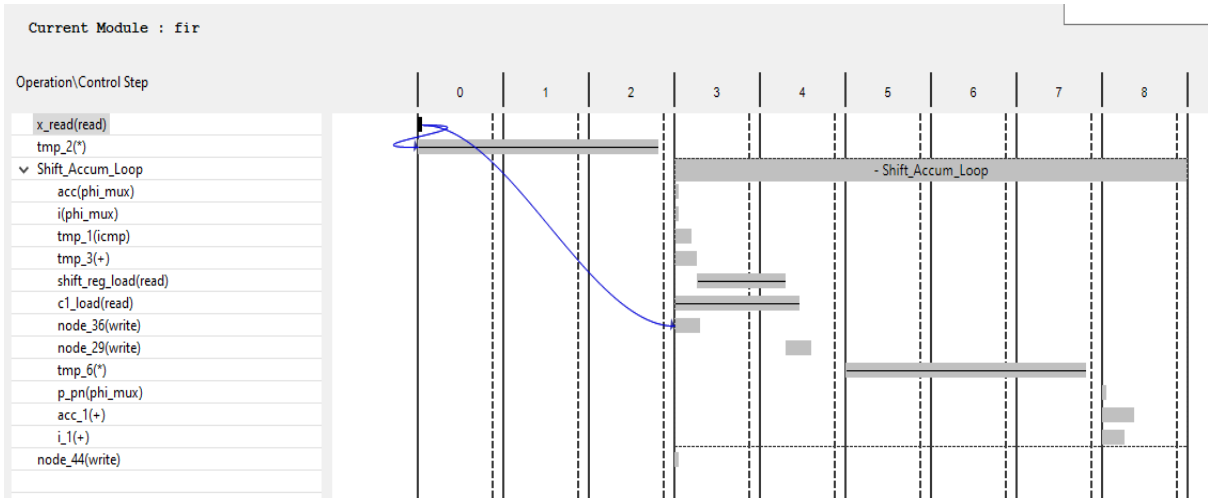 Current Module : fir
Operation\Control Step
0 1 2 3 4 5 6 7 8
x_read(read)
tmp_2(*)
Shift_Accum_Loop
- Shift_Accum_Loop
acc(phi_mux)
i(phi_mux)
tmp_1(icmp)
tmp_3(+)
shift_reg_load(read)
c1_load(read)
node_36(write)
node_29(write)
tmp_6(*)
p_pn(phi_mux)
acc_1(+)
i_1(+)
node_44(write)